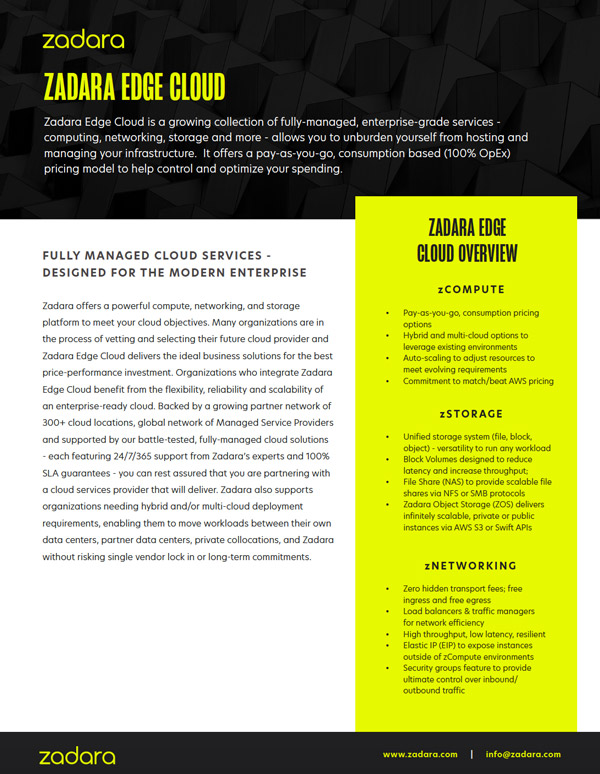 zadara
ZADARA EDGE CLOUD
Zadara Edge Cloud is a growing collection of fully-managed, enterprise-grade services -
computing, networking, storage and more - allows you to unburden yourself from hosting and
managing your infrastructure. It offers a pay-as-you-go, consumption based (100% OpEx)
pricing model to help control and optimize your spending.
FULLY MANAGED CLOUD SERVICES -
DESIGNED FOR THE MODERN ENTERPRISE
Zadara offers a powerful compute, networking, and storage
platform to meet your cloud objectives. Many organizations are in
the process of vetting and selecting their future cloud provider and
Zadara Edge Cloud delivers the ideal business solutions for the best
price-performance investment. Organizations who integrate Zadara
Edge Cloud benefit from the flexibility, reliability and scalability of
an enterprise-ready cloud. Backed by a growing partner network of
300+ cloud locations, global network of Managed Service Providers
and supported by our battle-tested, fully-managed cloud solutions
- each featuring 24/7/365 support from Zadara's experts and 100%
SLA guarantees - you can rest assured that you are partnering with
a cloud services provider that will deliver. Zadara also supports
organizations needing hybrid and/or multi-cloud deployment
requirements, enabling them to move workloads between their own
data centers, partner data centers, private collocations, and Zadara
without risking single vendor lock in or long-term commitments.
ZADARA EDGE
CLOUD OVERVIEW
zCOMPUTE
• Pay-as-you-go, consumption pricing
options
• Hybrid and multi-cloud options to
leverage existing environments
• Auto-scaling to adjust resources to
meet evolving requirements
• Commitment to match/beat AWS pricing
zSTORAGE
• Unified storage system (file, block,
object) - versatility to run any workload
• Block Volumes designed to reduce
latency and increase throughput;
• File Share (NAS) to provide scalable file
shares via NFS or SMB protocols
• Zadara Object Storage (ZOS) delivers
infinitely scalable, private or public
instances via AWS S3 or Swift APIs
zNETWORKING
• Zero hidden transport fees; free
ingress and free egress
• Load balancers & traffic managers
for network efficiency
• High throughput, low latency, resilient
• Elastic IP (EIP) to expose instances
outside of zCompute environments
• Security groups feature to provide
ultimate control over inbound/
outbound traffic
zadara
www.zadara.com | info@zadara.com